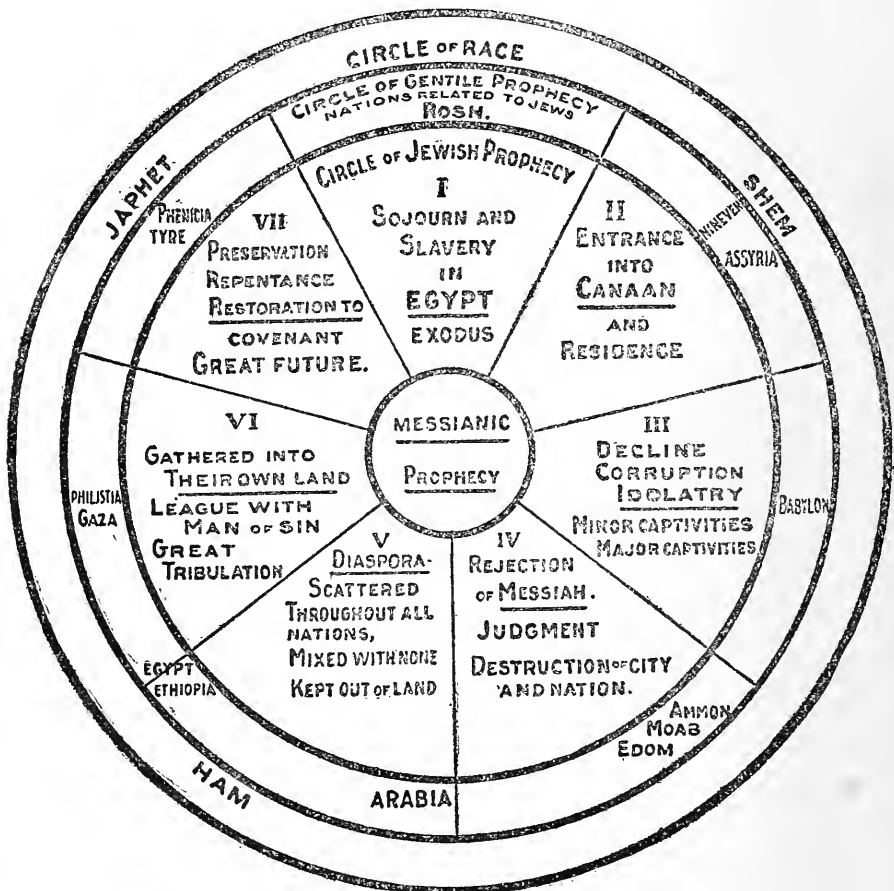 CIRCLE OF RACE
CIRCLE OF GENTILE PROPHECY
NATIONS RELATED TO JEWS
ROSH.
JAPHET
SHEM
HAM
PHENICIA
TYRE
NINEVEH
ASSYRIA
BABYLON
AMMON
MOAB
EDOM
ARABIA
EGYPT
ETHIOPIA
PHILISTIA
GAZA
CIRCLE OF JEWISH PROPHECY
I
SOJOURN AND
SLAVERY
IN
EGYPT
EXODUS
II
ENTRANCE
INTO
CANAAN
AND
RESIDENCE
III
DECLINE
CORRUPTION
IDOLATRY
MINOR CAPTIVITIES
MAJOR CAPTIVITIES
IV
REJECTION
OF MESSIAH.
JUDGMENT
DESTRUCTION OF CITY
AND NATION.
V
DIASPORA-
SCATTERED
THROUGHOUT ALL
NATIONS,
MIXED WITH NONE
KEPT OUT OF LAND
VI
GATHERED INTO
THEIR OWN LAND
LEAGUE WITH
MAN OF SIN
GREAT
TRIBULATION
VII
PRESERVATION
REPENTANCE
RESTORATION TO
COVENANT
GREAT FUTURE.
MESSIANIC
PROPHECY